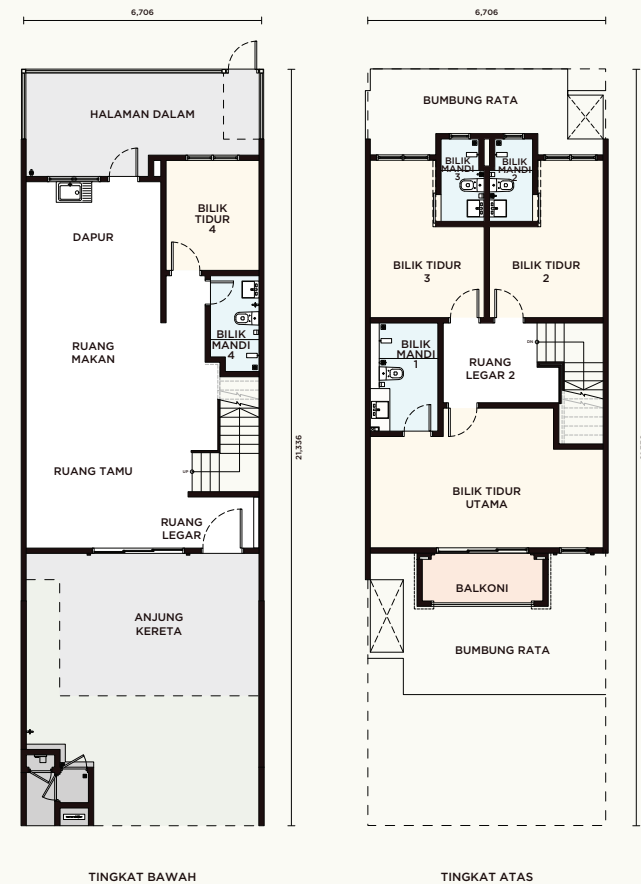 6,706
HALAMAN DALAM
BILIK
TIDUR
4
DAPUR
BILIK
MANDI
4
RUANG
MAKAN
RUANG TAMU
UP
RUANG
LEGAR
ANJUNG
KERETA
21,336
TINGKAT BAWAH
6,706
BUMBUNG RATA
BILIK
MANDI
3
BILIK
MANDI
2
BILIK TIDUR
3
BILIK TIDUR
2
BILIK
MANDI
1
RUANG
LEGAR 2
BILIK TIDUR
UTAMA
BALKONI
BUMBUNG RATA
TINGKAT ATAS